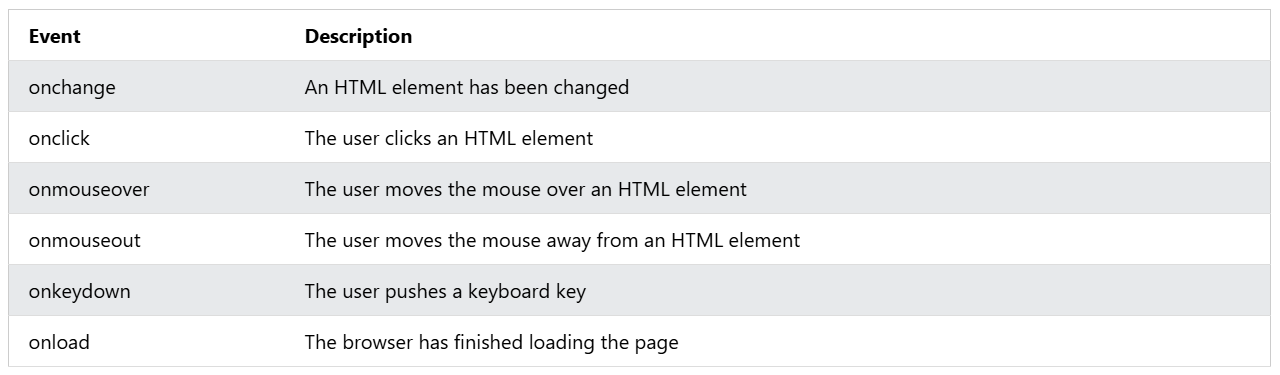 Event Description
onchange An HTML element has been changed
onclick The user clicks an HTML element
onmouseover The user moves the mouse over an HTML element
onmouseout The user moves the mouse away from an HTML element
onkeydown The user pushes a keyboard key
onload The browser has finished loading the page